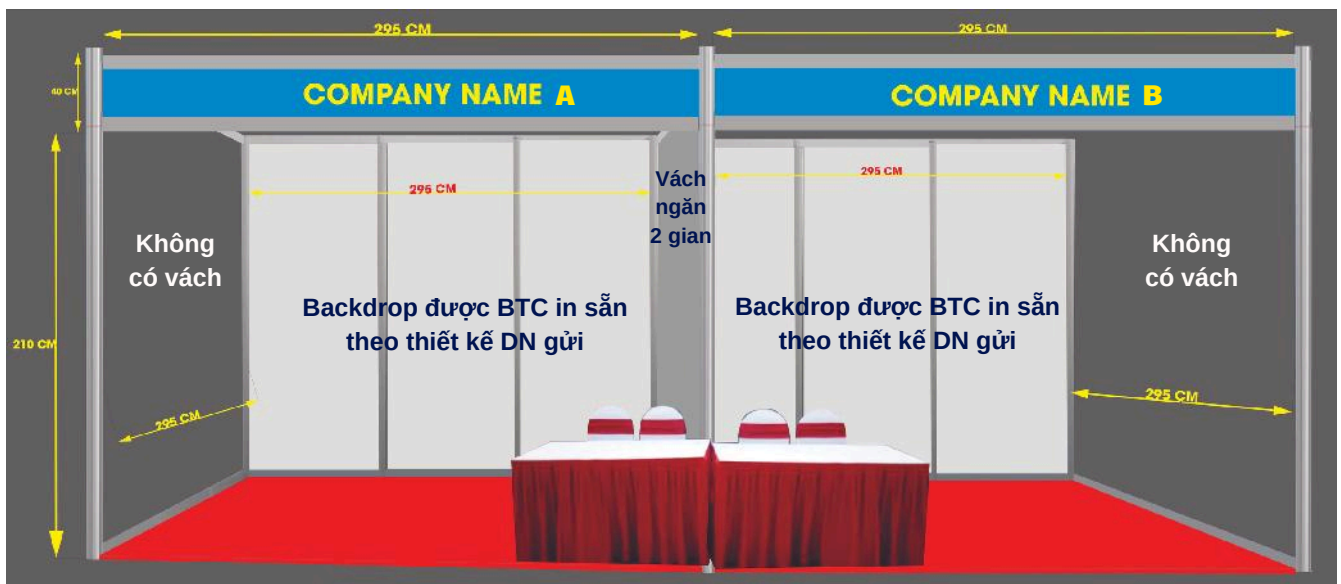 295 CM
295 CM
40 CM
COMPANY NAME A
COMPANY NAME B
295 CM
295 CM
Vách
ngăn
2 gian
Không
có vách
Không
có vách
Backdrop được BTC in sẵn
theo thiết kế DN gửi
Backdrop được BTC in sẵn
theo thiết kế DN gửi
210 CM
295 CM
295 CM